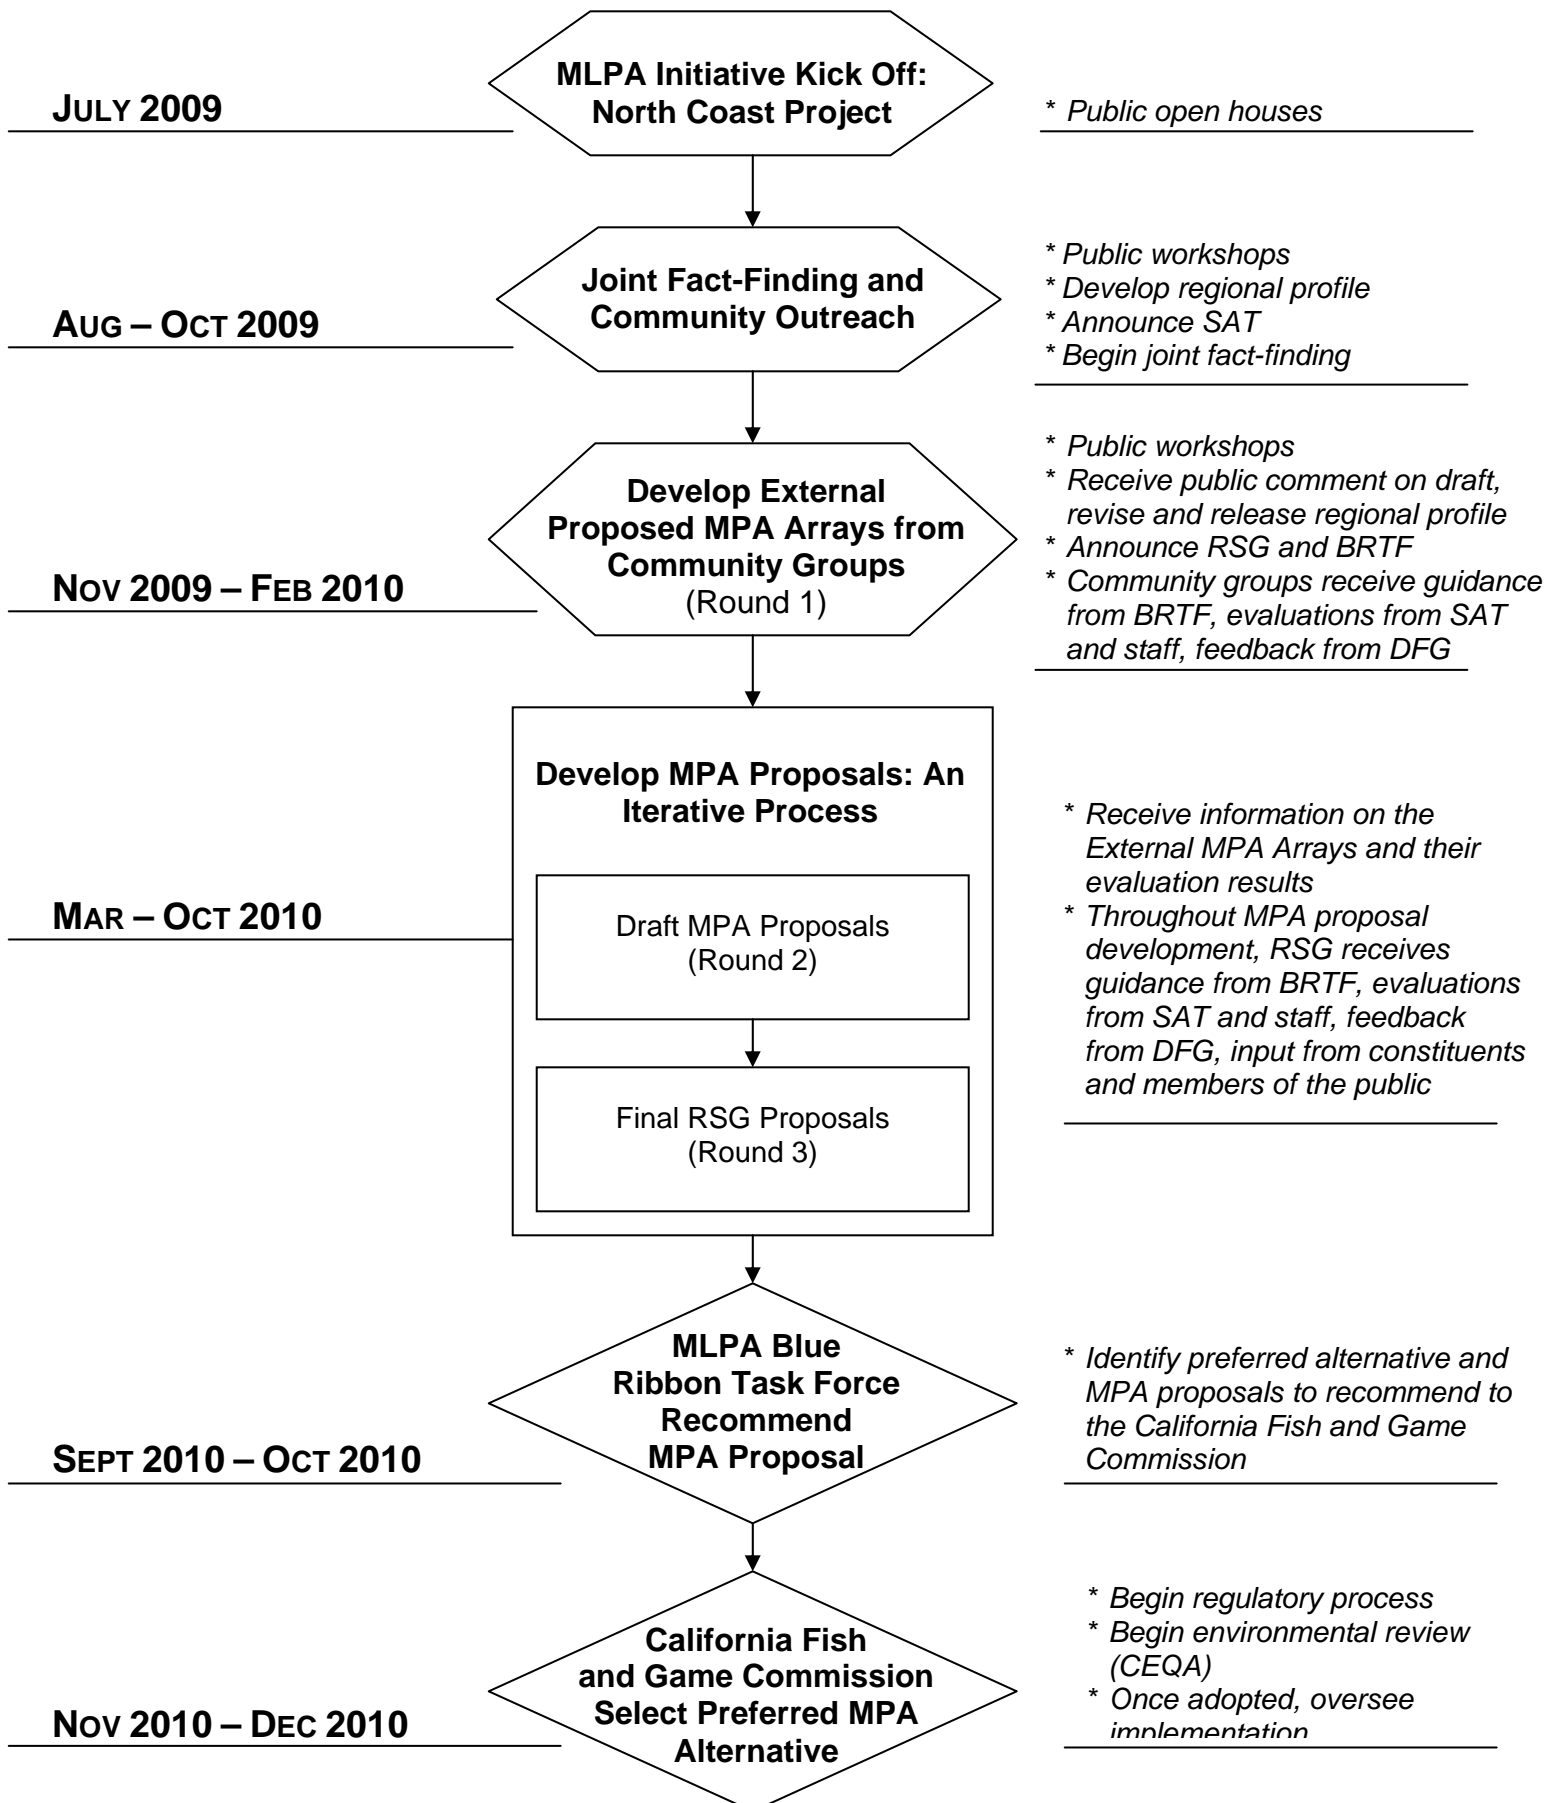 MLPA Initiative Kick Off:
North Coast Project
JULY 2009
* Public open houses
Joint Fact-Finding and
Community Outreach
AUG – OCT 2009
* Public workshops
* Develop regional profile
* Announce SAT
* Begin joint fact-finding
Develop External
Proposed MPA Arrays from
Community Groups
(Round 1)
NOV 2009 – FEB 2010
* Public workshops
* Receive public comment on draft,
revise and release regional profile
* Announce RSG and BRTF
* Community groups receive guidance
from BRTF, evaluations from SAT
and staff, feedback from DFG
Develop MPA Proposals: An
Iterative Process
MAR – OCT 2010
Draft MPA Proposals
(Round 2)
Final RSG Proposals
(Round 3)
* Receive information on the
External MPA Arrays and their
evaluation results
* Throughout MPA proposal
development, RSG receives
guidance from BRTF, evaluations
from SAT and staff, feedback
from DFG, input from constituents
and members of the public
MLPA Blue
Ribbon Task Force
Recommend
MPA Proposal
SEPT 2010 – OCT 2010
* Identify preferred alternative and
MPA proposals to recommend to
the California Fish and Game
Commission
California Fish
and Game Commission
Select Preferred MPA
Alternative
NOV 2010 – DEC 2010
* Begin regulatory process
* Begin environmental review
(CEQA)
* Once adopted, oversee
implementation